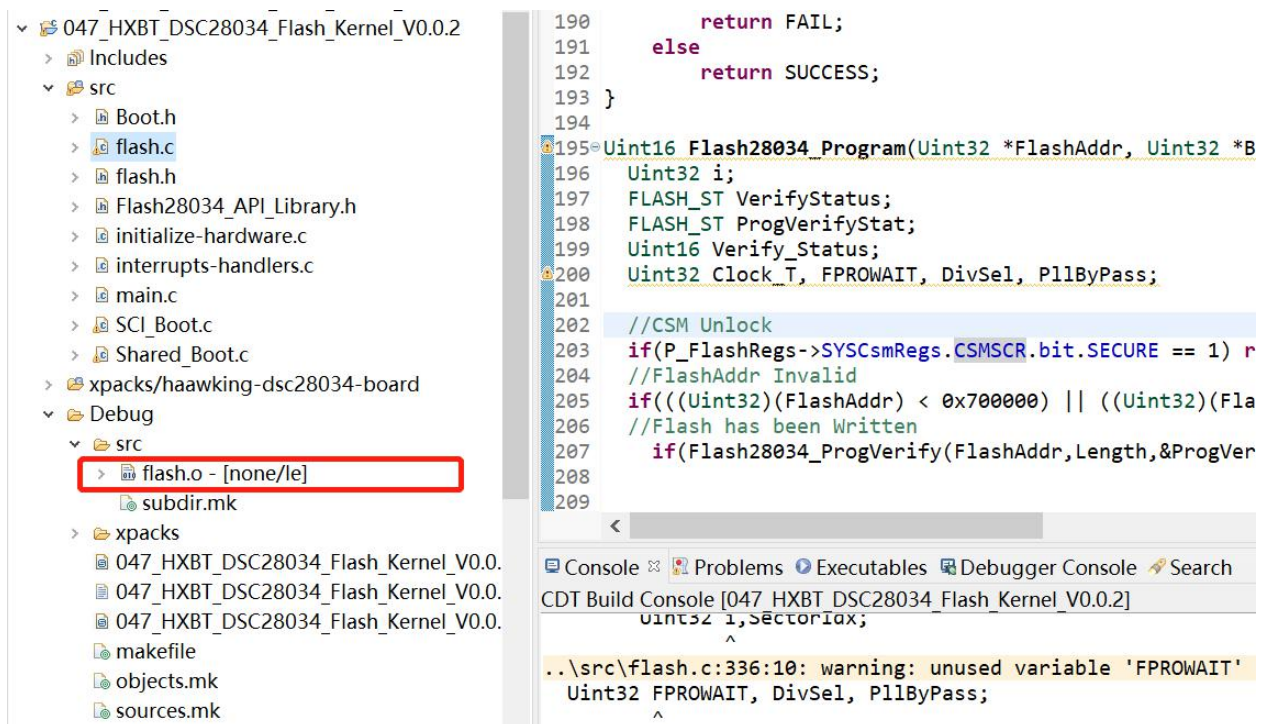 047_HXBT_DSC28034_Flash_Kernel_V0.0.2
Includes
src
Boot.h
flash.c
flash.h
Flash28034_API_Library.h
initialize-hardware.c
interrupts-handlers.c
main.c
SCI_Boot.c
Shared_Boot.c
xpacks/haawking-dsc28034-board
Debug
src
flash.o - [none/le]
subdir.mk
xpacks
047_HXBT_DSC28034_Flash_Kernel_V0.0.
047_HXBT_DSC28034_Flash_Kernel_V0.0.
047_HXBT_DSC28034_Flash_Kernel_V0.0.
makefile
objects.mk
sources.mk
190 return FAIL;
191 else
192 return SUCCESS;
193 }
194
195 Uint16 Flash28034_Program(Uint32 *FlashAddr, Uint32 *B
196 Uint32 i;
197 FLASH_ST VerifyStatus;
198 FLASH_ST ProgVerifyStat;
199 Uint16 Verify_Status;
200 Uint32 Clock_T, FPROWAIT, DivSel, PllByPass;
201
202 //CSM Unlock
203 if(P_FlashRegs->SYSCsmRegs.CSMSCR.bit.SECURE == 1) r
204 //FlashAddr Invalid
205 if(((Uint32)(FlashAddr) < 0x700000) || ((Uint32)(Fla
206 //Flash has been Written
207 if(Flash28034_ProgVerify(FlashAddr,Length,&ProgVer
208
209
Console Problems Executables Debugger Console Search
CDT Build Console [047_HXBT_DSC28034_Flash_Kernel_V0.0.2]
Uint32 i,SectorIdx;
^
..\src\flash.c:336:10: warning: unused variable 'FPROWAIT'
Uint32 FPROWAIT, DivSel, PllByPass;
^